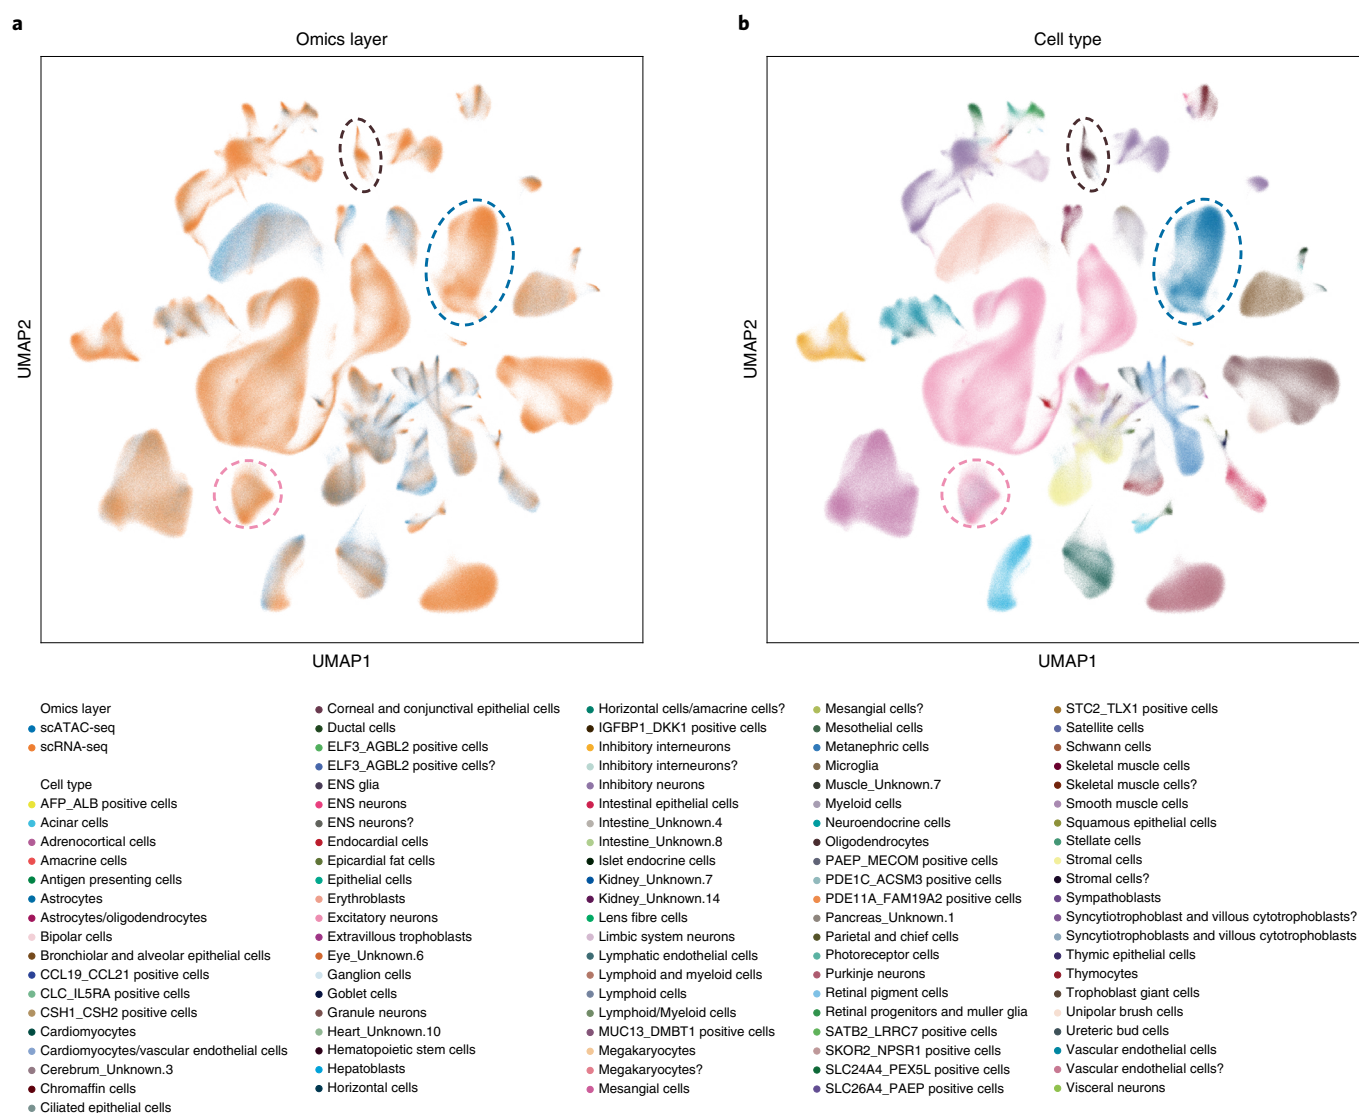 a
b
Omics layer
Cell type
UMAP2
UMAP1
UMAP2
UMAP1
Omics layer
scATAC-seq
scRNA-seq
Cell type
AFP_ALB positive cells
Acinar cells
Adrenocortical cells
Amacrine cells
Antigen presenting cells
Astrocytes
Astrocytes/oligodendrocytes
Bipolar cells
Bronchiolar and alveolar epithelial cells
CCL19_CCL21 positive cells
CLC_IL5RA positive cells
CSH1_CSH2 positive cells
Cardiomyocytes
Cardiomyocytes/vascular endothelial cells
Cerebrum_Unknown.3
Chromaffin cells
Ciliated epithelial cells
Corneal and conjunctival epithelial cells
Ductal cells
ELF3_AGBL2 positive cells
ELF3_AGBL2 positive cells?
ENS glia
ENS neurons
ENS neurons?
Endocardial cells
Epicardial fat cells
Epithelial cells
Erythroblasts
Excitatory neurons
Extravillous trophoblasts
Eye_Unknown.6
Ganglion cells
Goblet cells
Granule neurons
Heart_Unknown.10
Hematopoietic stem cells
Hepatoblasts
Horizontal cells
Horizontal cells/amacrine cells?
IGFBP1_DKK1 positive cells
Inhibitory interneurons
Inhibitory interneurons?
Inhibitory neurons
Intestinal epithelial cells
Intestine_Unknown.4
Intestine_Unknown.8
Islet endocrine cells
Kidney_Unknown.7
Kidney_Unknown.14
Lens fibre cells
Limbic system neurons
Lymphatic endothelial cells
Lymphoid and myeloid cells
Lymphoid cells
Lymphoid/Myeloid cells
MUC13_DMBT1 positive cells
Megakaryocytes
Megakaryocytes?
Mesangial cells
Mesangial cells?
Mesothelial cells
Metanephric cells
Microglia
Muscle_Unknown.7
Myeloid cells
Neuroendocrine cells
Oligodendrocytes
PAEP_MECOM positive cells
PDE1C_ACSM3 positive cells
PDE11A_FAM19A2 positive cells
Pancreas_Unknown.1
Parietal and chief cells
Photoreceptor cells
Purkinje neurons
Retinal pigment cells
Retinal progenitors and muller glia
SATB2_LRRC7 positive cells
SKOR2_NPSR1 positive cells
SLC24A4_PEX5L positive cells
SLC26A4_PAEP positive cells
STC2_TLX1 positive cells
Satellite cells
Schwann cells
Skeletal muscle cells
Skeletal muscle cells?
Smooth muscle cells
Squamous epithelial cells
Stellate cells
Stromal cells
Stromal cells?
Sympathoblasts
Syncytiotrophoblast and villous cytotrophoblasts?
Syncytiotrophoblasts and villous cytotrophoblasts
Thymic epithelial cells
Thymocytes
Trophoblast giant cells
Unipolar brush cells
Ureteric bud cells
Vascular endothelial cells
Vascular endothelial cells?
Visceral neurons